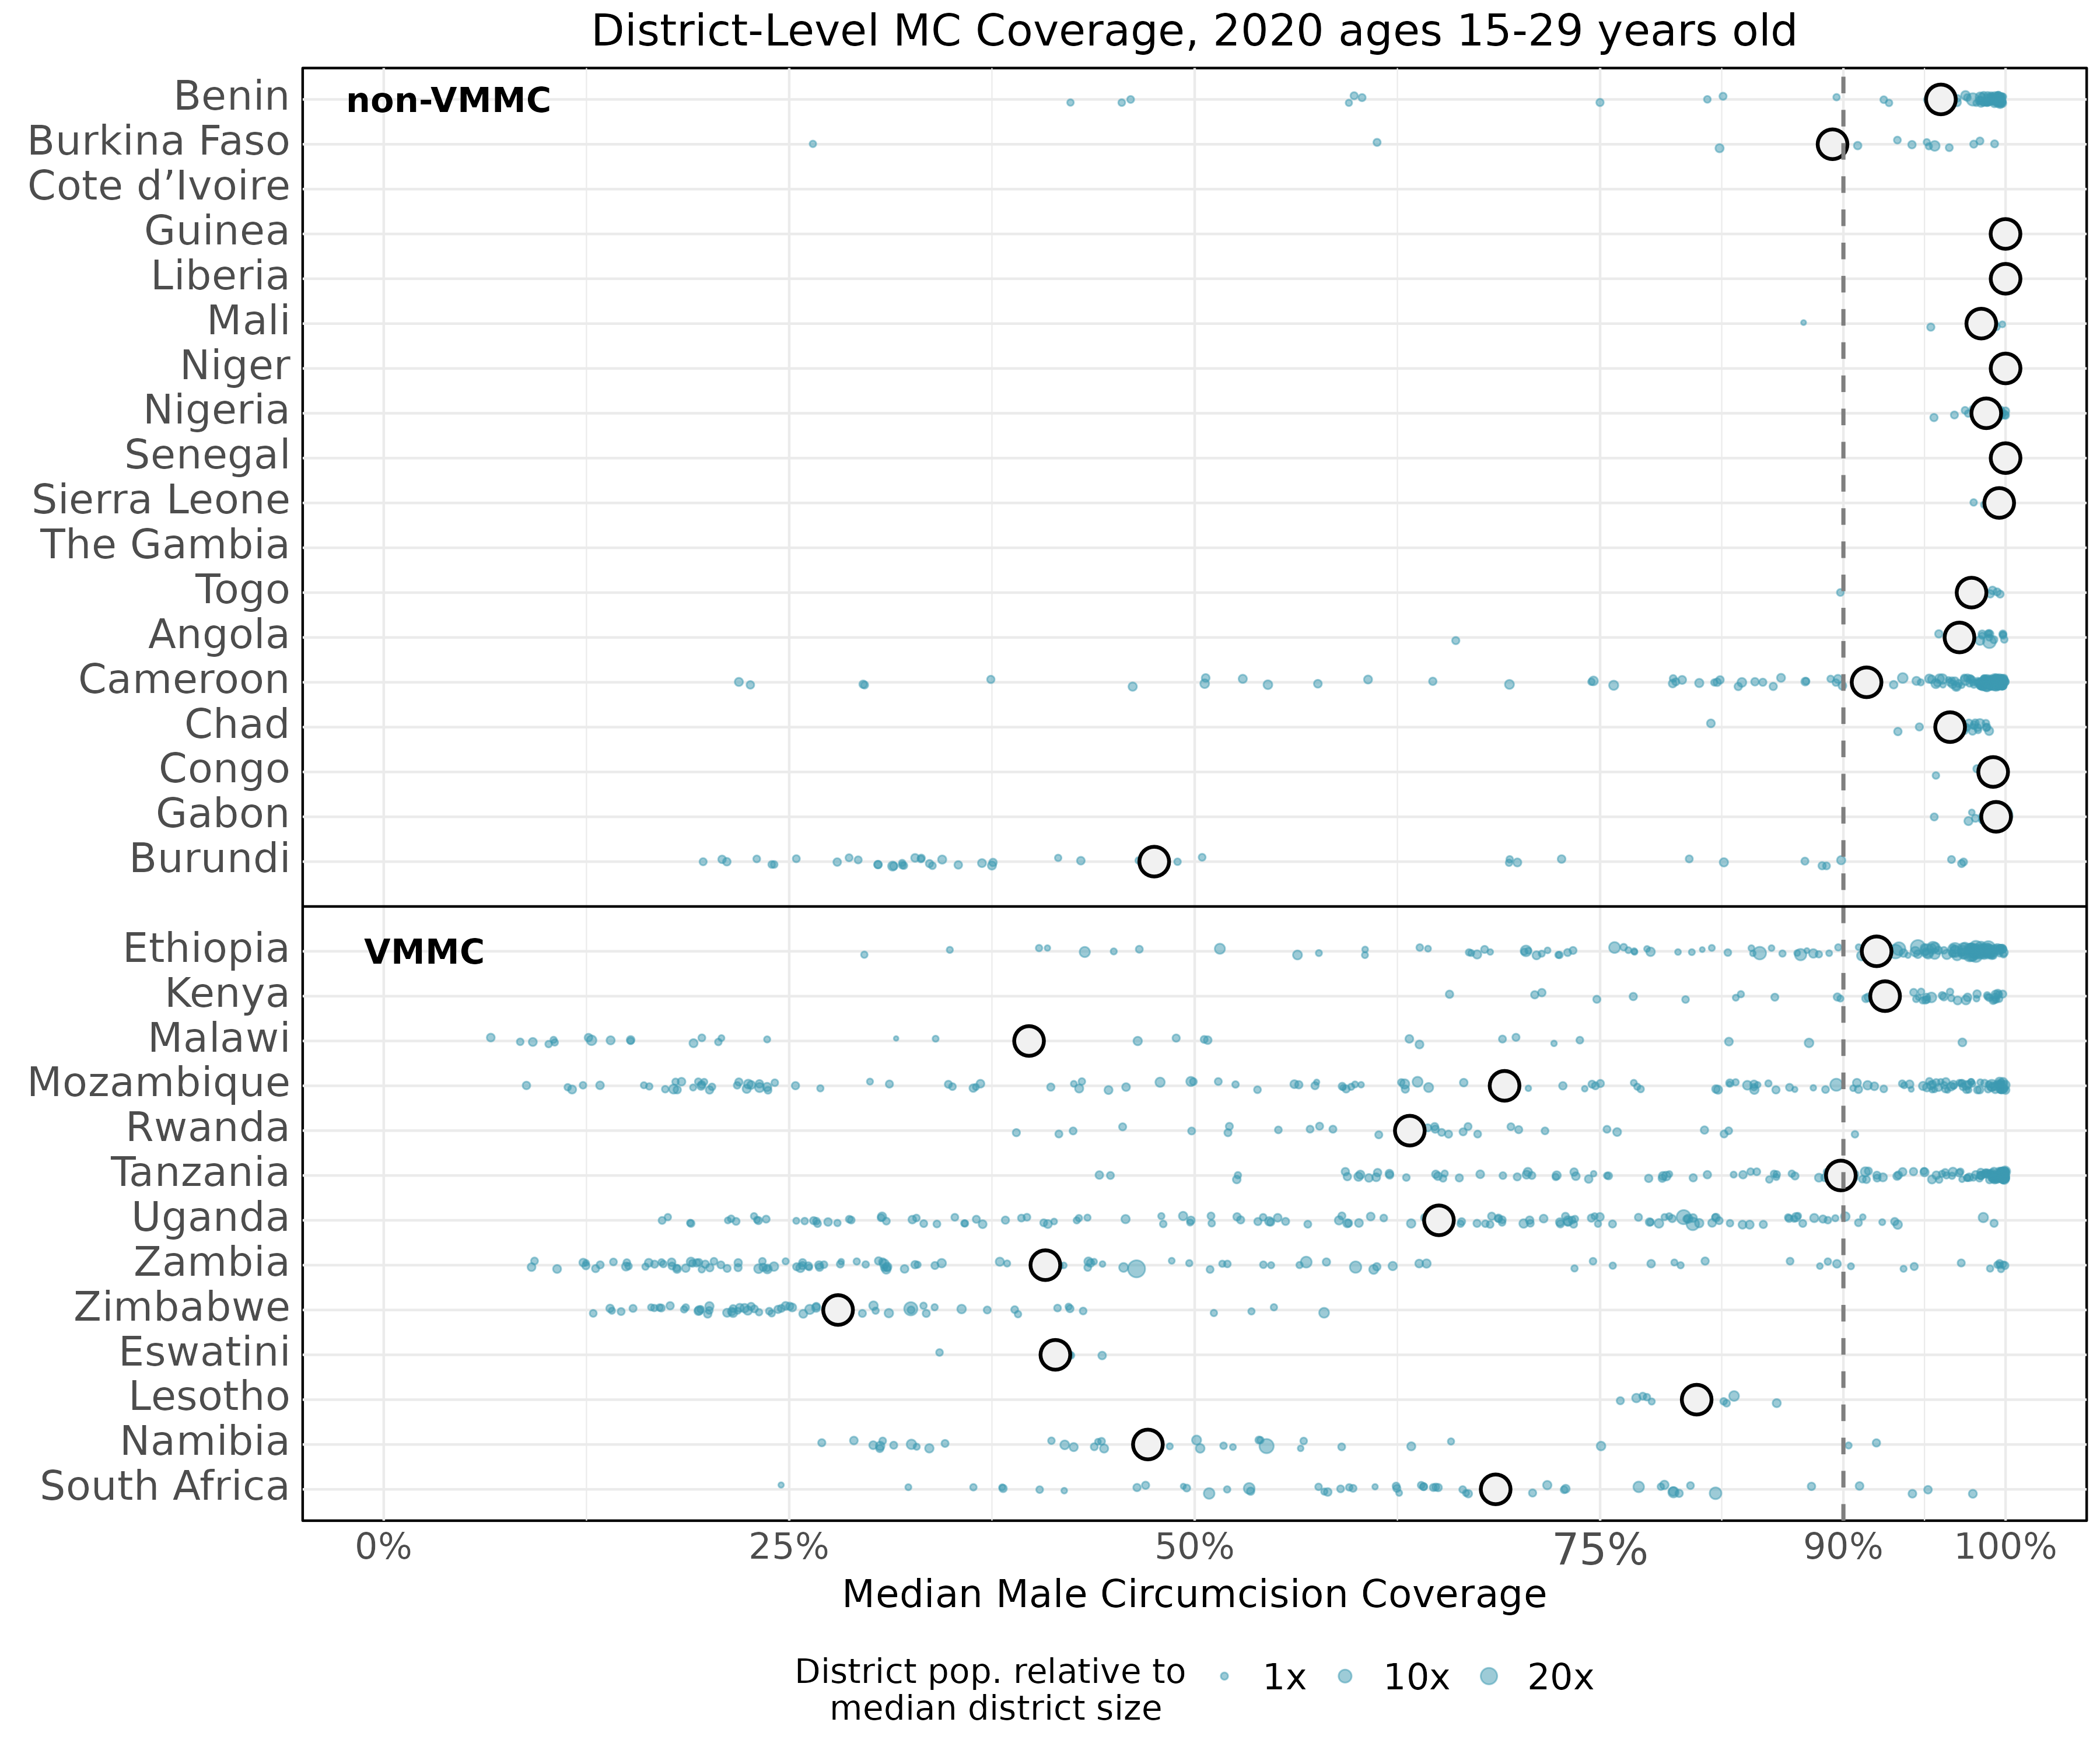 District-Level MC Coverage, 2020 ages 15-29 years old
non-VMMC
Benin
Burkina Faso
Cote d’Ivoire
Guinea
Liberia
Mali
Niger
Nigeria
Senegal
Sierra Leone
The Gambia
Togo
Angola
Cameroon
Chad
Congo
Gabon
Burundi
VMMC
Ethiopia
Kenya
Malawi
Mozambique
Rwanda
Tanzania
Uganda
Zambia
Zimbabwe
Eswatini
Lesotho
Namibia
South Africa
0% 25% 50% 75% 90% 100%
Median Male Circumcision Coverage
District pop. relative to
median district size
1x 10x 20x